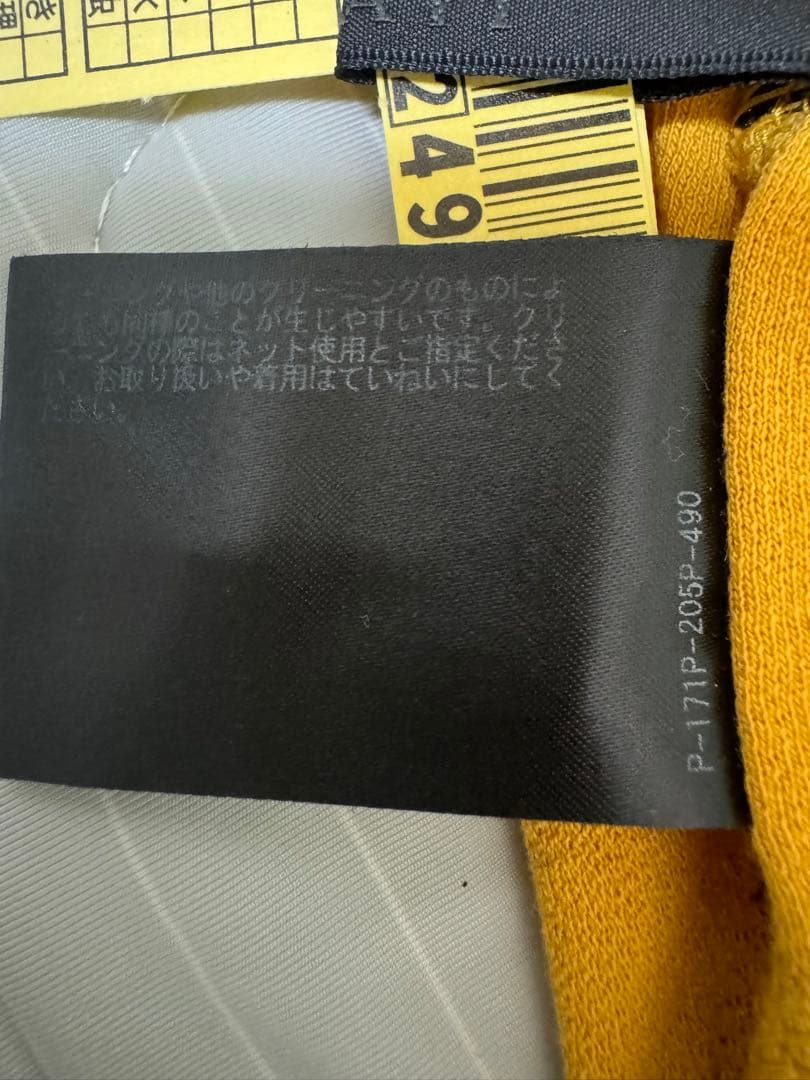 き
理
く
249
ングや他のクリーニングのものによ
も同様のことが生じやすいです。クリ
ーニングの際はネット使用とご指定くださ
い。お取り扱いや着用はていねいにしてく
ださい。
P-171P-205P-490